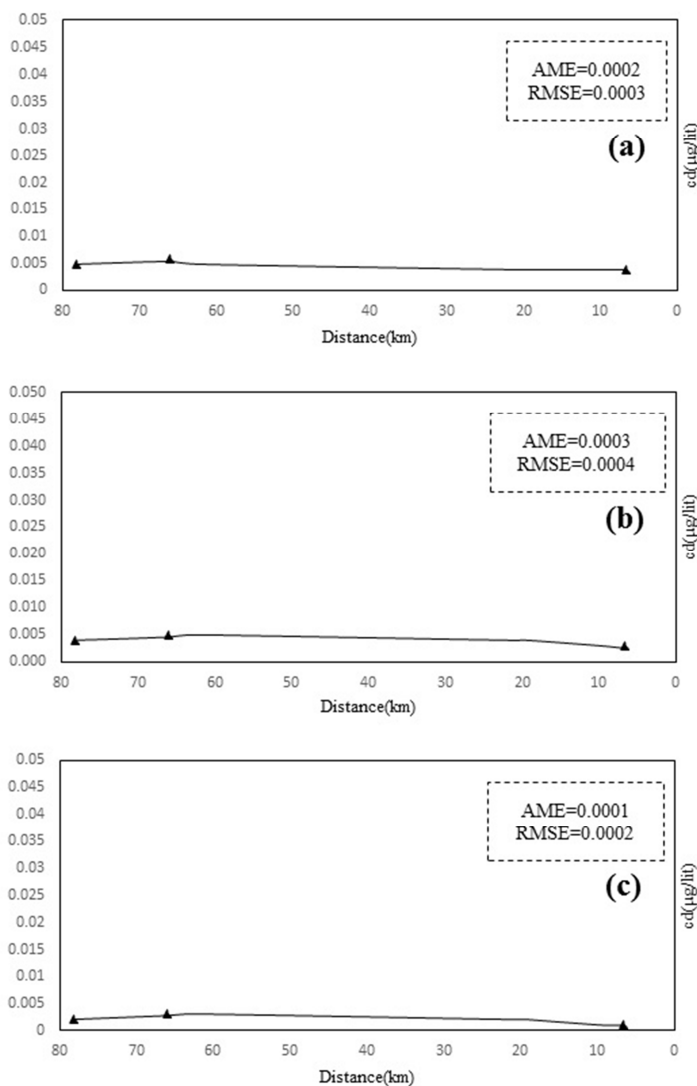 0.05
0.045
0.04
0.035
0.03
0.025
0.02
0.015
0.01
0.005
0
AME=0.0002
RMSE=0.0003
(a)
cd(µg/lit)
80 70 60 50 40 30 20 10 0
Distance(km)
0.050
0.045
0.040
0.035
0.030
0.025
0.020
0.015
0.010
0.005
0.000
AME=0.0003
RMSE=0.0004
(b)
cd(µg/lit)
80 70 60 50 40 30 20 10 0
Distance(km)
0.05
0.045
0.04
0.035
0.03
0.025
0.02
0.015
0.01
0.005
0
AME=0.0001
RMSE=0.0002
(c)
cd(µg/lit)
80 70 60 50 40 30 20 10 0
Distance(km)